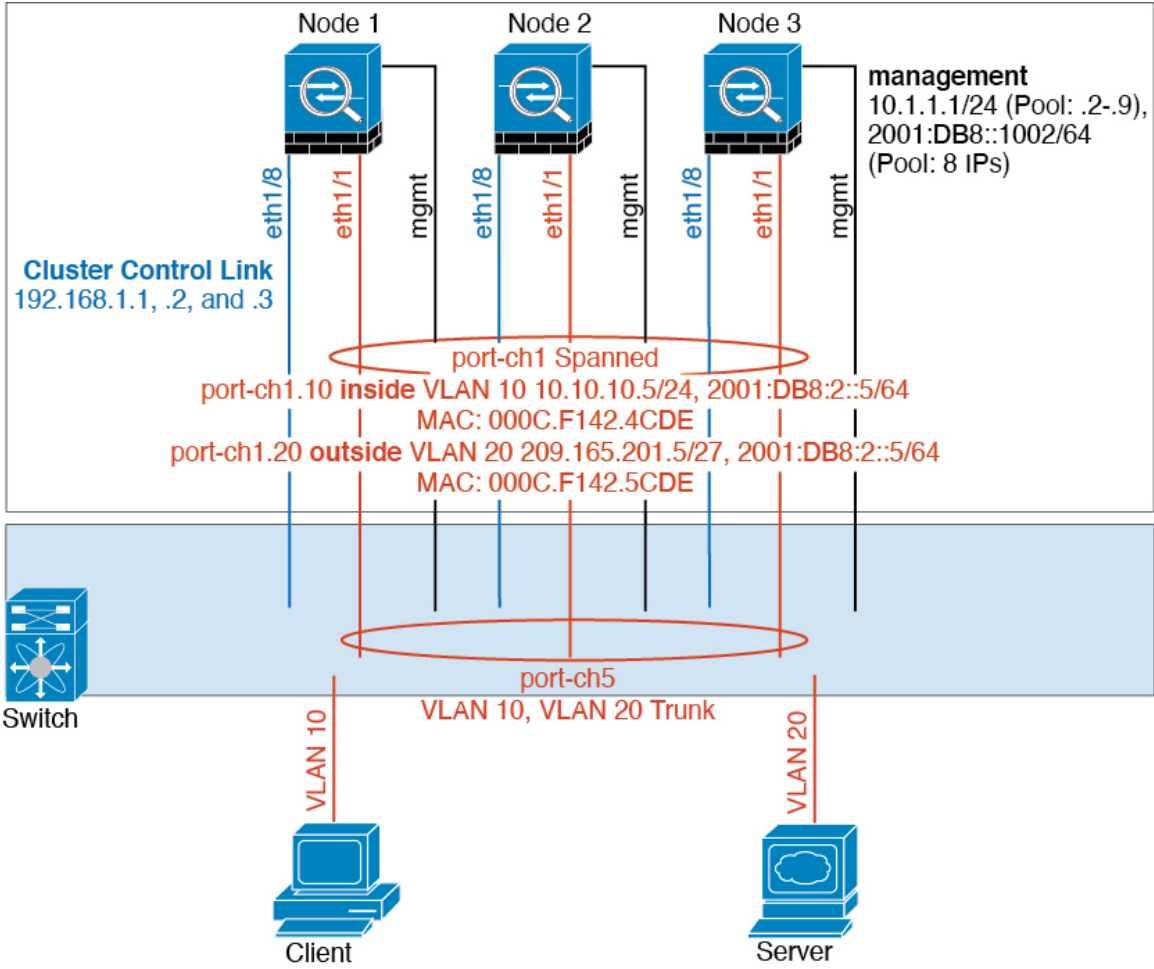 Node 1
Node 2
Node 3
management
10.1.1.1/24 (Pool: .2-.9),
2001:DB8::1002/64
(Pool: 8 IPs)
eth1/8
eth1/1
mgmt
eth1/8
eth1/1
mgmt
eth1/8
eth1/1
mgmt
Cluster Control Link
192.168.1.1, .2, and .3
port-ch1 Spanned
port-ch1.10 inside VLAN 10 10.10.10.5/24, 2001:DB8:2::5/64
MAC: 000C.F142.4CDE
port-ch1.20 outside VLAN 20 209.165.201.5/27, 2001:DB8:2::5/64
MAC: 000C.F142.5CDE
port-ch5
VLAN 10, VLAN 20 Trunk
Switch
VLAN 10
VLAN 20
Client
Server